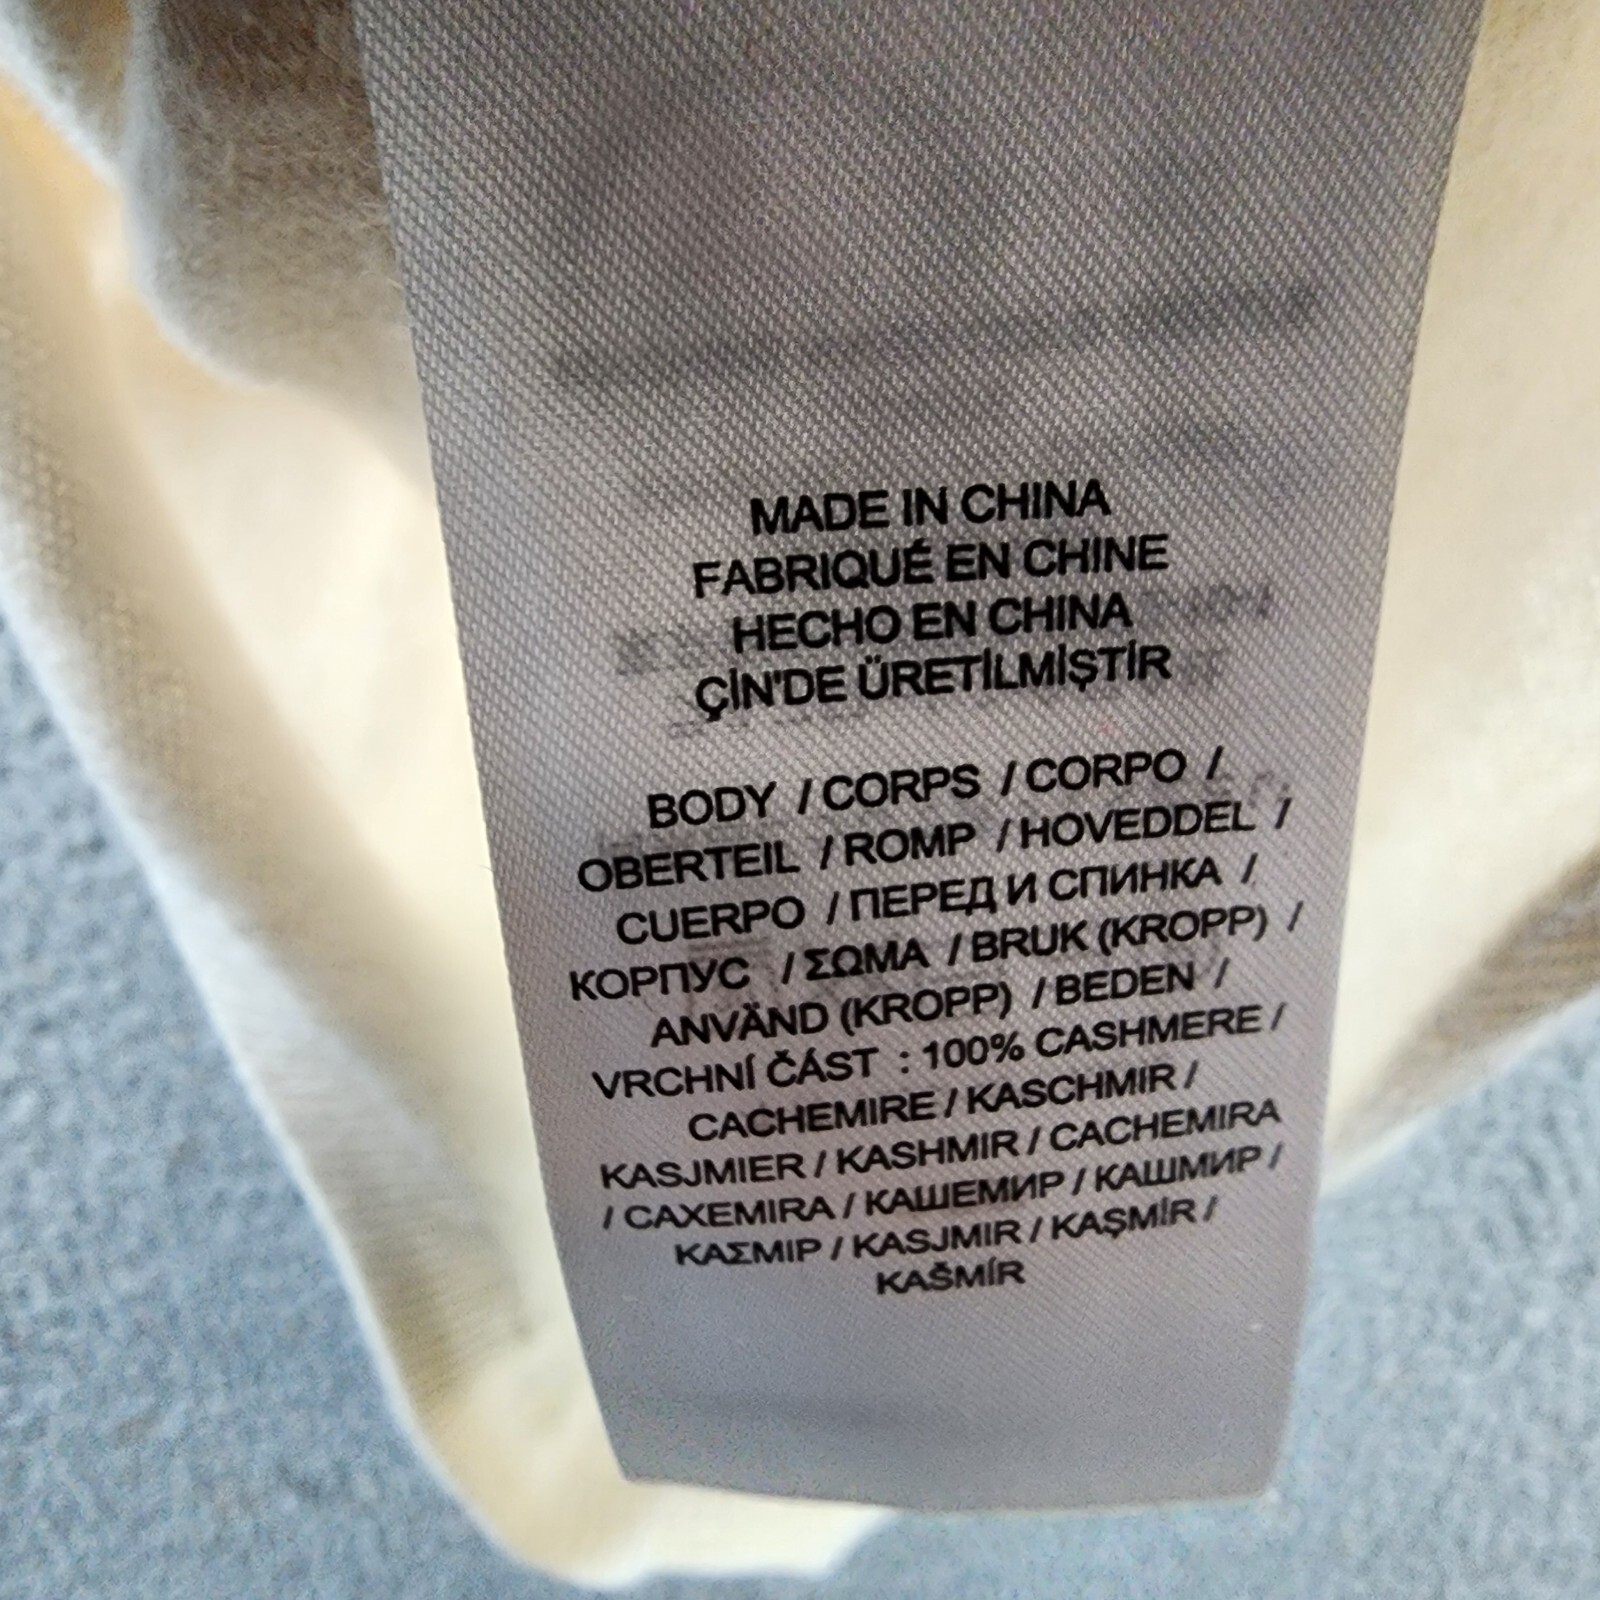 MADE IN CHINA
FABRIQUÉ EN CHINE
HECHO EN CHINA
ÇİN'DE ÜRETİLMİŞTİR
BODY / CORPS / CORPO /
OBERTEIL / ROMP / HOVEDDEL /
CUERPO / ПЕРЕД И СПИНКА /
КОРПУС / ΣΩΜΑ / BRUK (KROPP) /
ANVÄND (KROPP) / BEDEN /
VRCHNÍ ČÁST : 100% CASHMERE /
CACHEMIRE / KASCHMIR /
KASJMIER / KASHMIR / CACHEMIRA
/ CAXEMIRA / КАШЕМИР / КАШМИР /
ΚΑΣΜΙΡ / KASJMIR / KAŞMİR /
KAŠMÍR